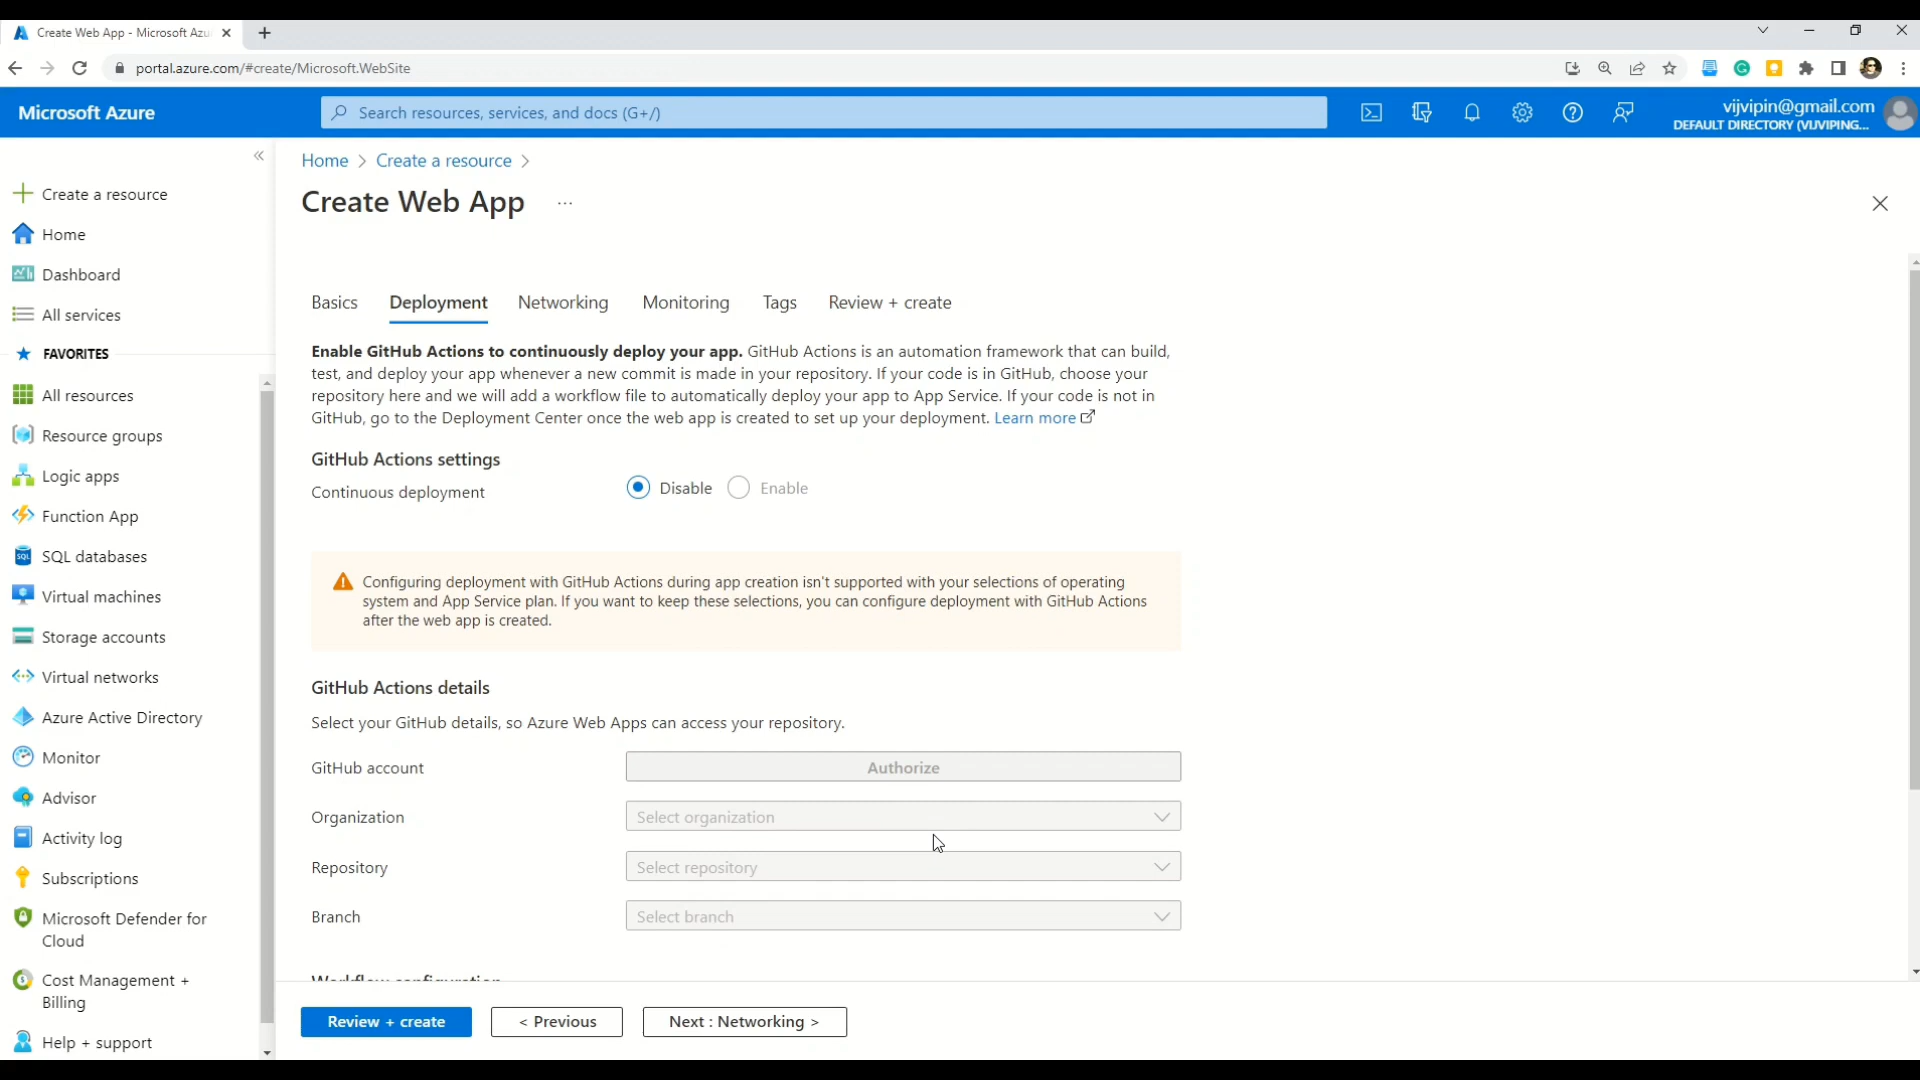 Create Web App - Microsoft Azu
portal.azure.com/#create/Microsoft.WebSite
Microsoft Azure
Search resources, services, and docs (G+/)
vijvipin@gmail.com
DEFAULT DIRECTORY (VIJVIPING...
Create a resource
Home
Dashboard
All services
FAVORITES
All resources
Resource groups
Logic apps
Function App
SQL databases
Virtual machines
Storage accounts
Virtual networks
Azure Active Directory
Monitor
Advisor
Activity log
Subscriptions
Microsoft Defender for
Cloud
Cost Management +
Billing
Help + support
Home > Create a resource >
Create Web App ...
Basics Deployment Networking Monitoring Tags Review + create
Enable GitHub Actions to continuously deploy your app. GitHub Actions is an automation framework that can build,
test, and deploy your app whenever a new commit is made in your repository. If your code is in GitHub, choose your
repository here and we will add a workflow file to automatically deploy your app to App Service. If your code is not in
GitHub, go to the Deployment Center once the web app is created to set up your deployment. Learn more
GitHub Actions settings
Continuous deployment Disable Enable
Configuring deployment with GitHub Actions during app creation isn't supported with your selections of operating
system and App Service plan. If you want to keep these selections, you can configure deployment with GitHub Actions
after the web app is created.
GitHub Actions details
Select your GitHub details, so Azure Web Apps can access your repository.
GitHub account Authorize
Organization Select organization
Repository Select repository
Branch Select branch
Workflow configuration
Review + create < Previous Next : Networking >